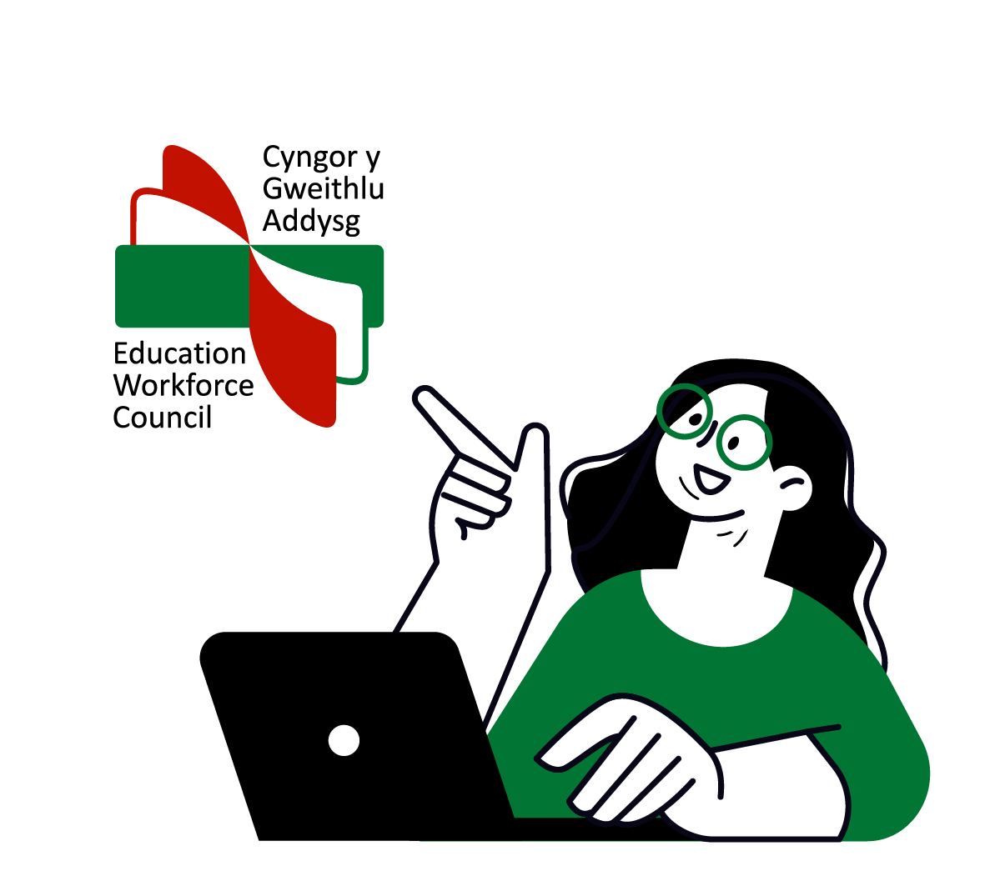 Cyngor y
Gweithlu
Addysg
Education
Workforce
Council